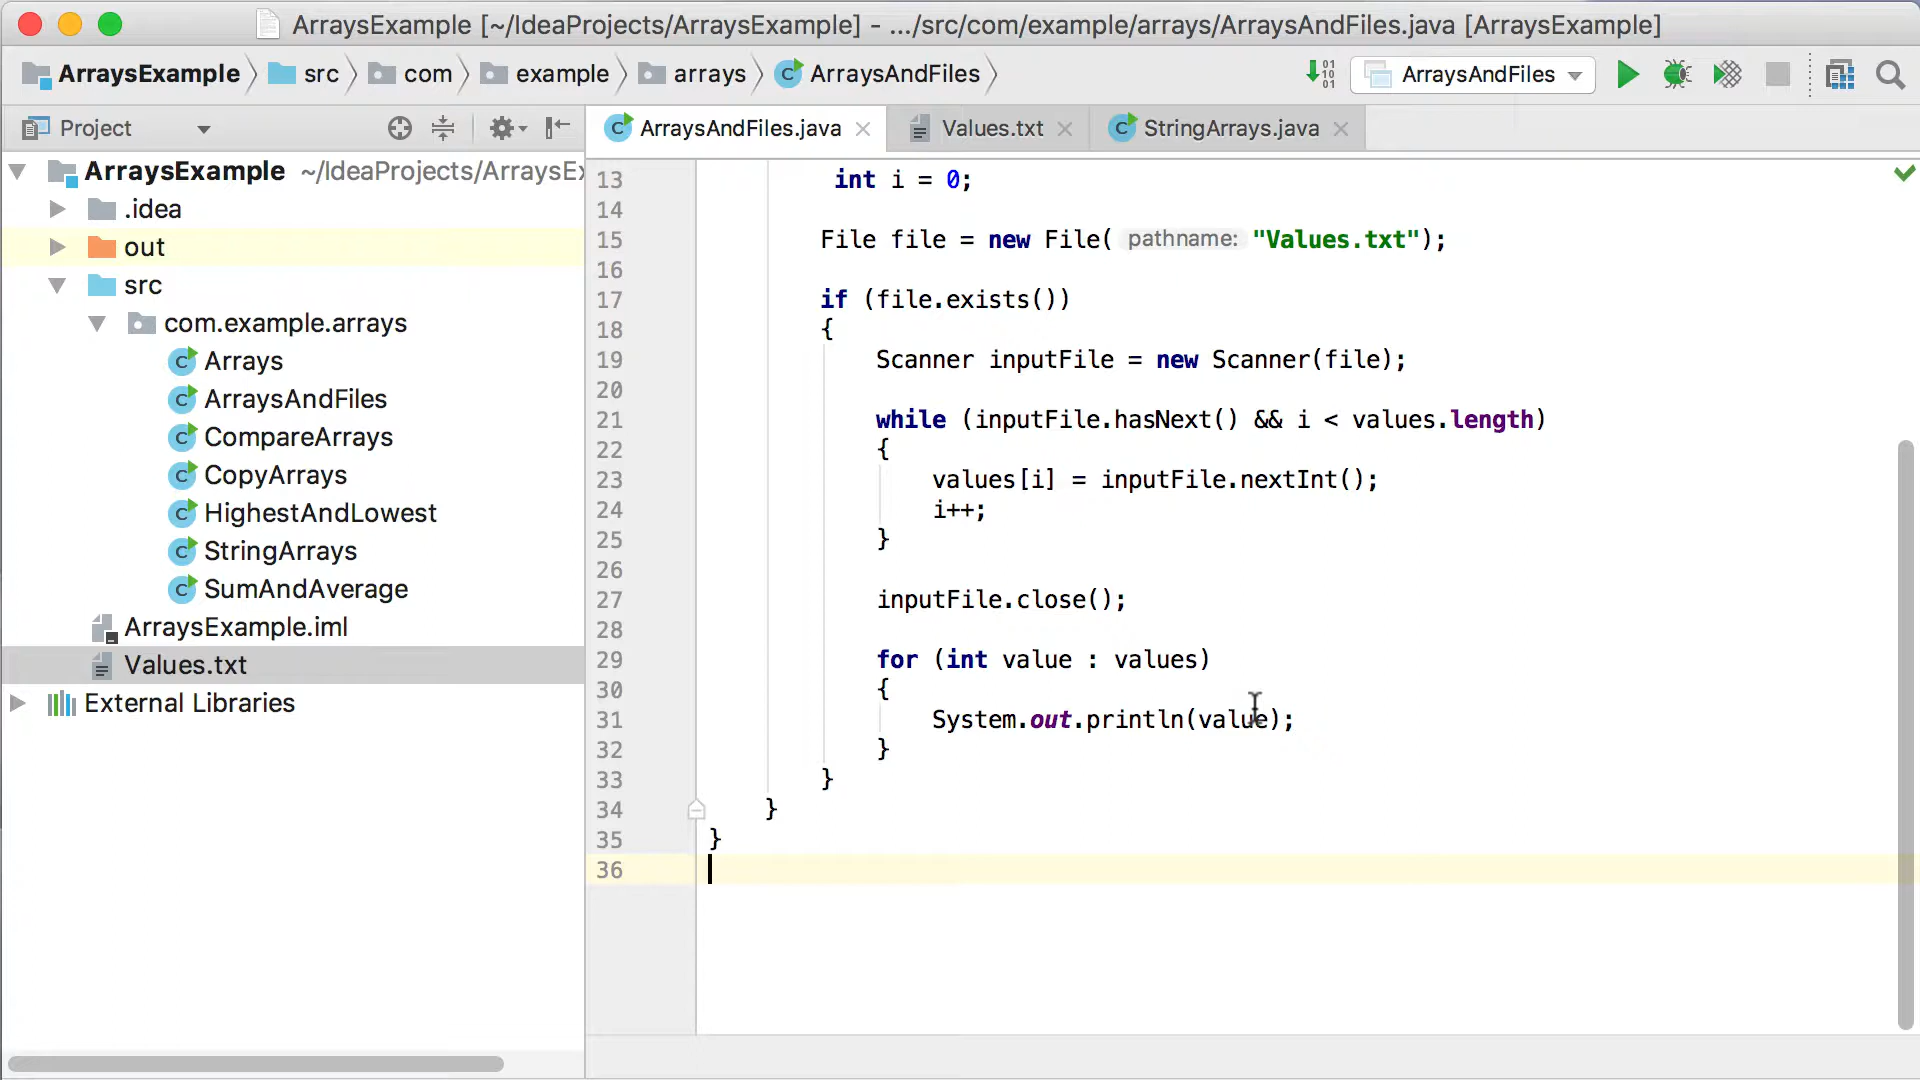 ArraysExample [~/IdeaProjects/ArraysExample] - .../src/com/example/arrays/ArraysAndFiles.java [ArraysExample]
ArraysExample src com example arrays ArraysAndFiles ArraysAndFiles
Project
ArraysAndFiles.java Values.txt StringArrays.java
ArraysExample ~/IdeaProjects/ArraysEx
.idea
out
src
com.example.arrays
Arrays
ArraysAndFiles
CompareArrays
CopyArrays
HighestAndLowest
StringArrays
SumAndAverage
ArraysExample.iml
Values.txt
External Libraries
13 int i = 0;
14
15 File file = new File( pathname: "Values.txt");
16
17 if (file.exists())
18 {
19 Scanner inputFile = new Scanner(file);
20
21 while (inputFile.hasNext() && i < values.length)
22 {
23 values[i] = inputFile.nextInt();
24 i++;
25 }
26
27 inputFile.close();
28
29 for (int value : values)
30 {
31 System.out.println(value);
32 }
33 }
34 }
35 }
36